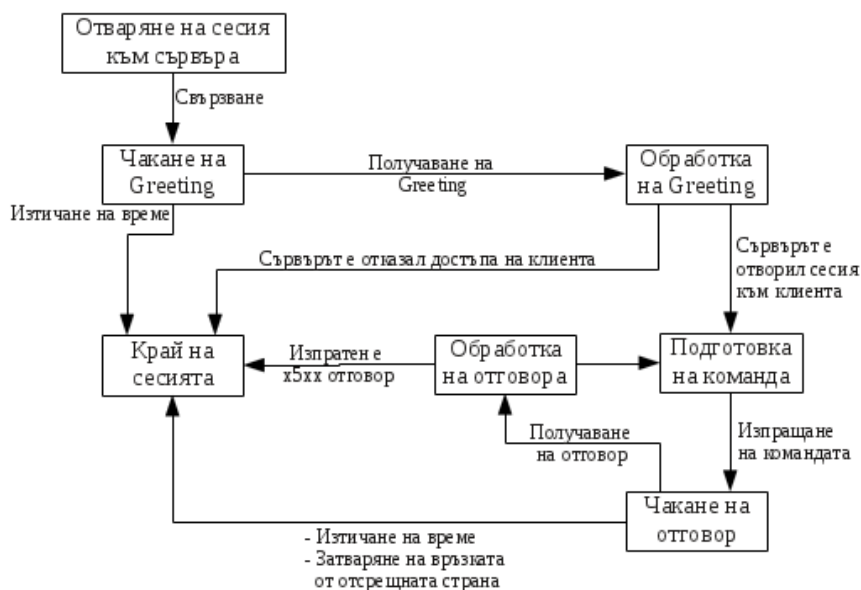 Отваряне на сесия
към сървъра
Свързване
Чакане на
Greeting
Получаване на
Greeting
Обработка
на Greeting
Изтичане на време
Сървърът е отказал достъпа на клиента
Сървърът е
отворил сесия
към клиента
Край на
сесията
Изпратен е
x5xx отговор
Обработка
на отговора
Подготовка
на команда
Получаване
на отговор
Изпращане
на командата
Чакане на
отговор
- Изтичане на време
- Затваряне на връзката
от отсрещната страна